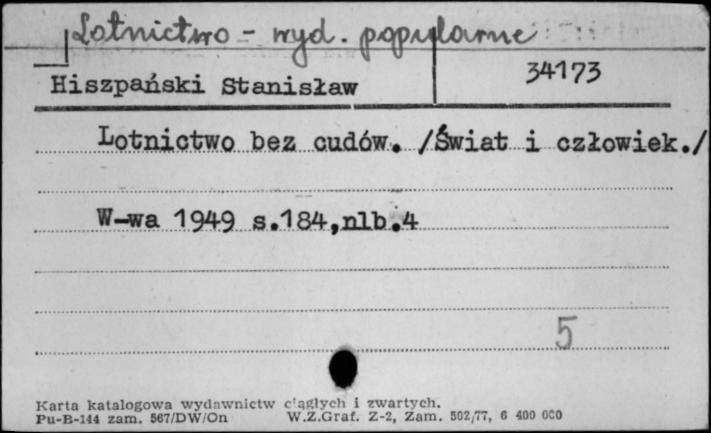 Lotnictwo - wyd. popularne
Hiszpański Stanisław
34173
Lotnictwo bez cudów. /Świat i człowiek./
W-wa 1949 s.184,nlb.4
5
Karta katalogowa wydawnictw ciągłych i zwartych.
Pu-B-144 zam. 567/DW/On W.Z.Graf. Z-2, Zam. 502/77, 6 400 000